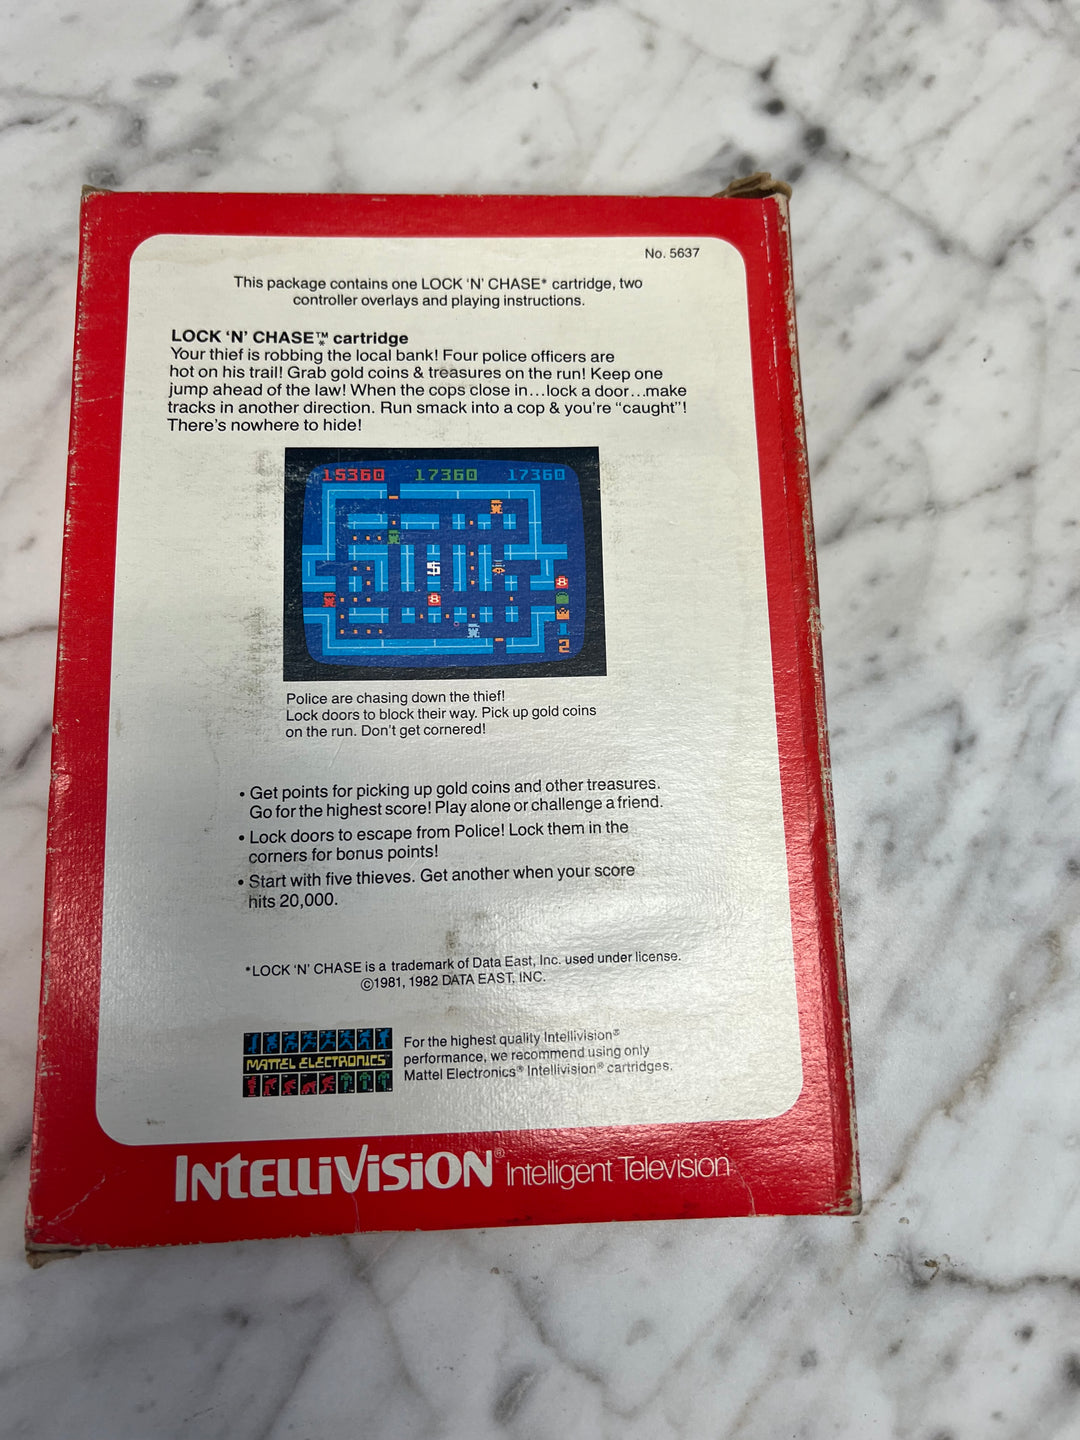 No. 5637
This package contains one LOCK 'N' CHASE* cartridge, two
controller overlays and playing instructions.
LOCK 'N' CHASE™* cartridge
Your thief is robbing the local bank! Four police officers are
hot on his trail! Grab gold coins & treasures on the run! Keep one
jump ahead of the law! When the cops close in...lock a door...make
tracks in another direction. Run smack into a cop & you're "caught"!
There's nowhere to hide!
15360 17360 17360
S
8
8
2
Police are chasing down the thief!
Lock doors to block their way. Pick up gold coins
on the run. Don't get cornered!
• Get points for picking up gold coins and other treasures.
Go for the highest score! Play alone or challenge a friend.
• Lock doors to escape from Police! Lock them in the
corners for bonus points!
• Start with five thieves. Get another when your score
hits 20,000.
*LOCK 'N' CHASE is a trademark of Data East, Inc. used under license.
©1981, 1982 DATA EAST, INC.
MATTEL ELECTRONICS™
For the highest quality Intellivision®
performance, we recommend using only
Mattel Electronics® Intellivision® cartridges.
INTELLIVISION® Intelligent Television